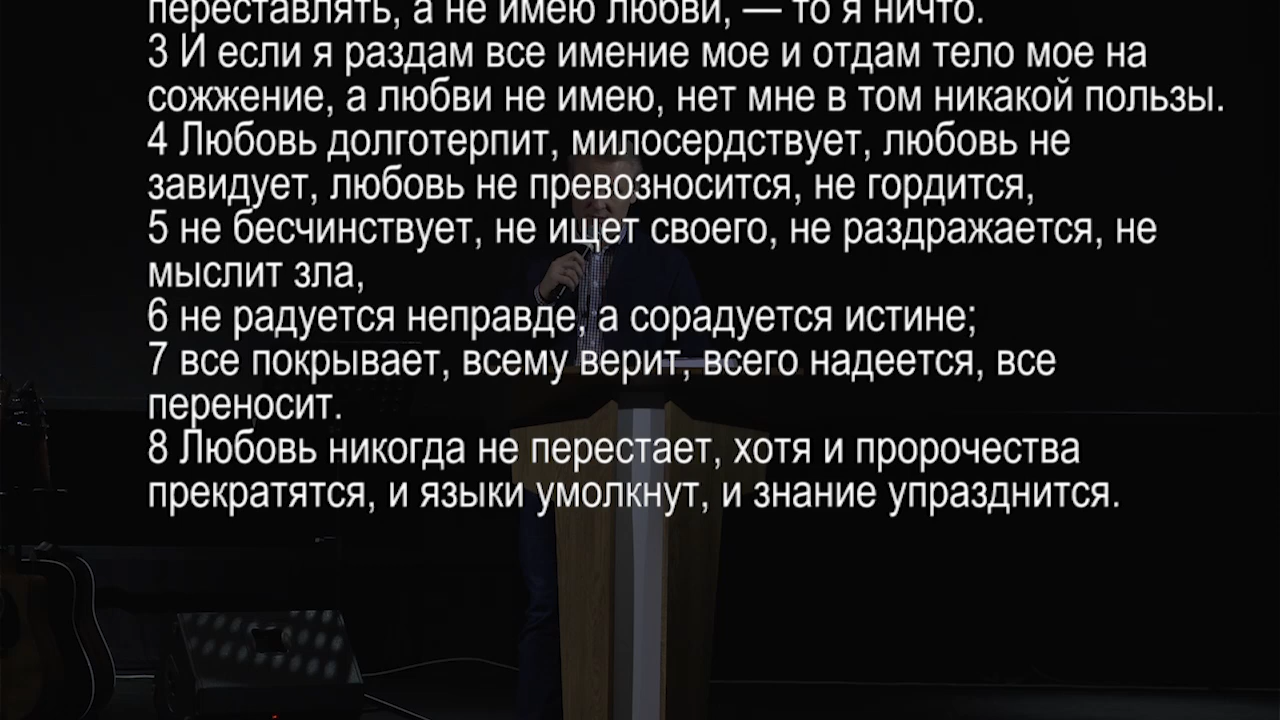 переставлять, а не имею любви, — то я ничто.
3 И если я раздам все имение мое и отдам тело мое на
сожжение, а любви не имею, нет мне в том никакой пользы.
4 Любовь долготерпит, милосердствует, любовь не
завидует, любовь не превозносится, не гордится,
5 не бесчинствует, не ищет своего, не раздражается, не
мыслит зла,
6 не радуется неправде, а сорадуется истине;
7 все покрывает, всему верит, всего надеется, все
переносит.
8 Любовь никогда не перестает, хотя и пророчества
прекратятся, и языки умолкнут, и знание упразднится.